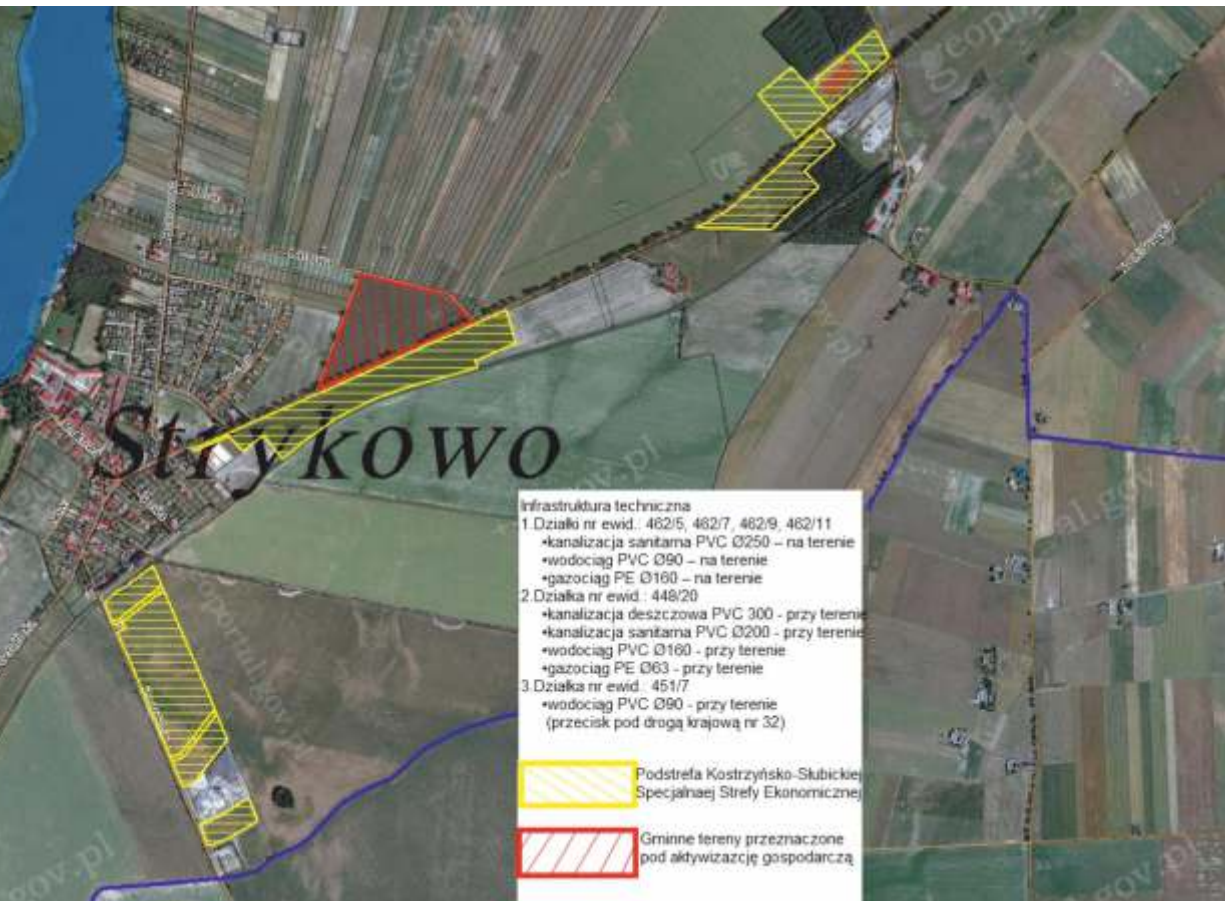 geoportal.gov.pl
Strykowo
Infrastruktura techniczna
1.Działki nr ewid.: 462/5, 462/7, 462/9, 462/11
•kanalizacja sanitarna PVC Ø250 – na terenie
•wodociąg PVC Ø90 – na terenie
•gazociąg PE Ø160 – na terenie
2.Działka nr ewid.: 448/20
•kanalizacja deszczowa PVC 300 - przy terenie
•kanalizacja sanitarna PVC Ø200 - przy terenie
•wodociąg PVC Ø160 - przy terenie
•gazociąg PE Ø63 - przy terenie
3.Działka nr ewid.: 451/7
•wodociąg PVC Ø90 - przy terenie
(przecisk pod drogą krajową nr 32)
Podstrefa Kostrzyńsko-Słubickiej
Specjalnaej Strefy Ekonomicznej
Gminne tereny przeznaczone
pod aktywizazcję gospodarczą